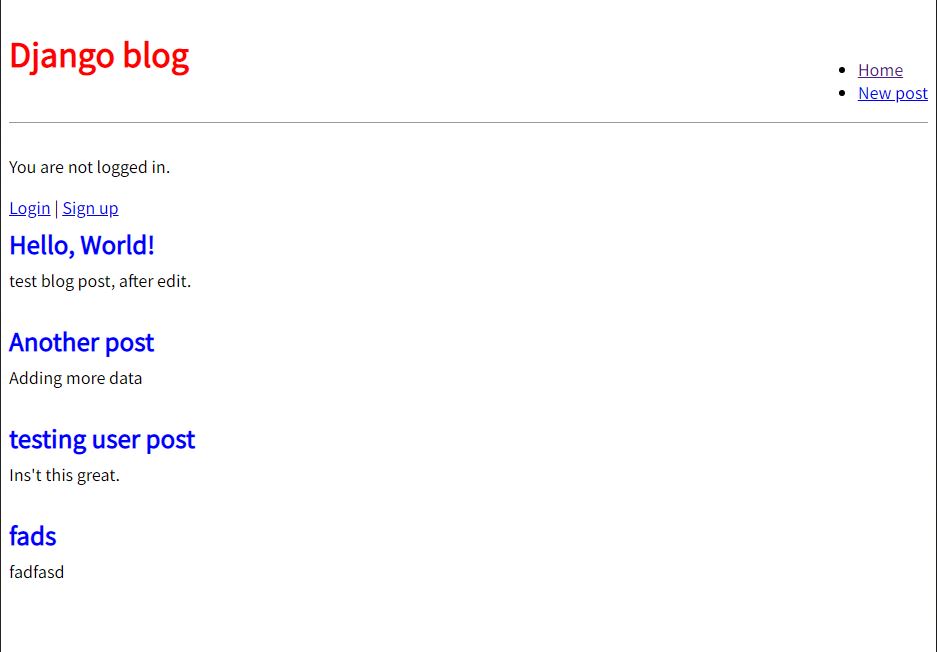 Django blog
Home
New post
You are not logged in.
Login | Sign up
Hello, World!
test blog post, after edit.
Another post
Adding more data
testing user post
Ins't this great.
fads
fadfasd